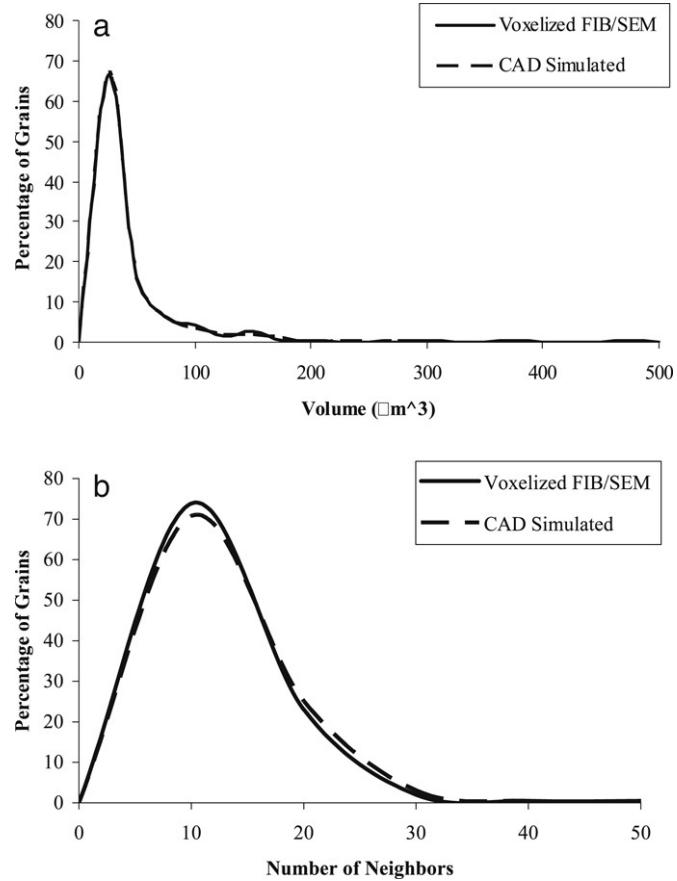 a
Voxelized FIB/SEM
CAD Simulated
Percentage of Grains
80
70
60
50
40
30
20
10
0
0 100 200 300 400 500
Volume (□m^3)
b
Voxelized FIB/SEM
CAD Simulated
Percentage of Grains
80
70
60
50
40
30
20
10
0
0 10 20 30 40 50
Number of Neighbors